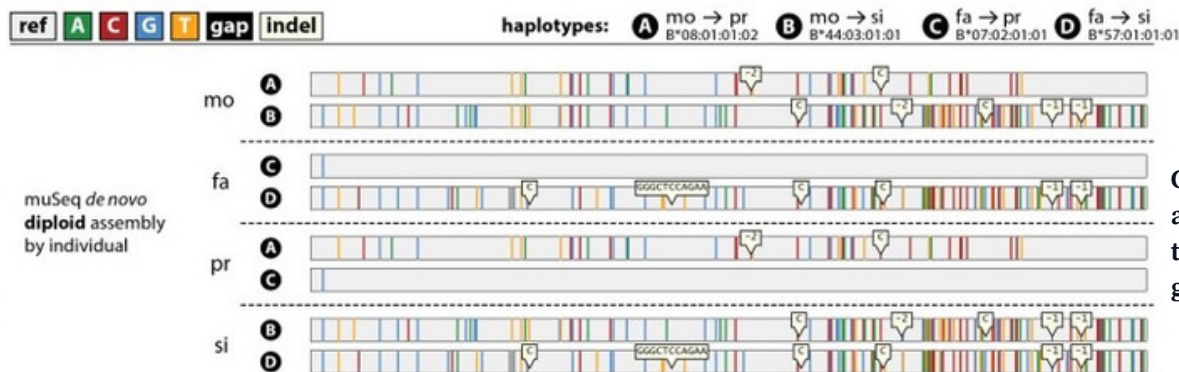 ref A C G T gap indel haplotypes: A mo → pr B mo → si C fa → pr D fa → si
B*08:01:01:02 B*44:03:01:01 B*07:02:01:01 B*57:01:01:01
-2 C
mo A
C -2 C -1 -1
B
C
fa
C GGGCTCCAGAA C C -1 -1
D
muSeq de novo
diploid assembly
by individual
-2 C
A
pr
C
C -2 C -1 -1
B
si
C GGGCTCCAGAA C C -1 -1
D